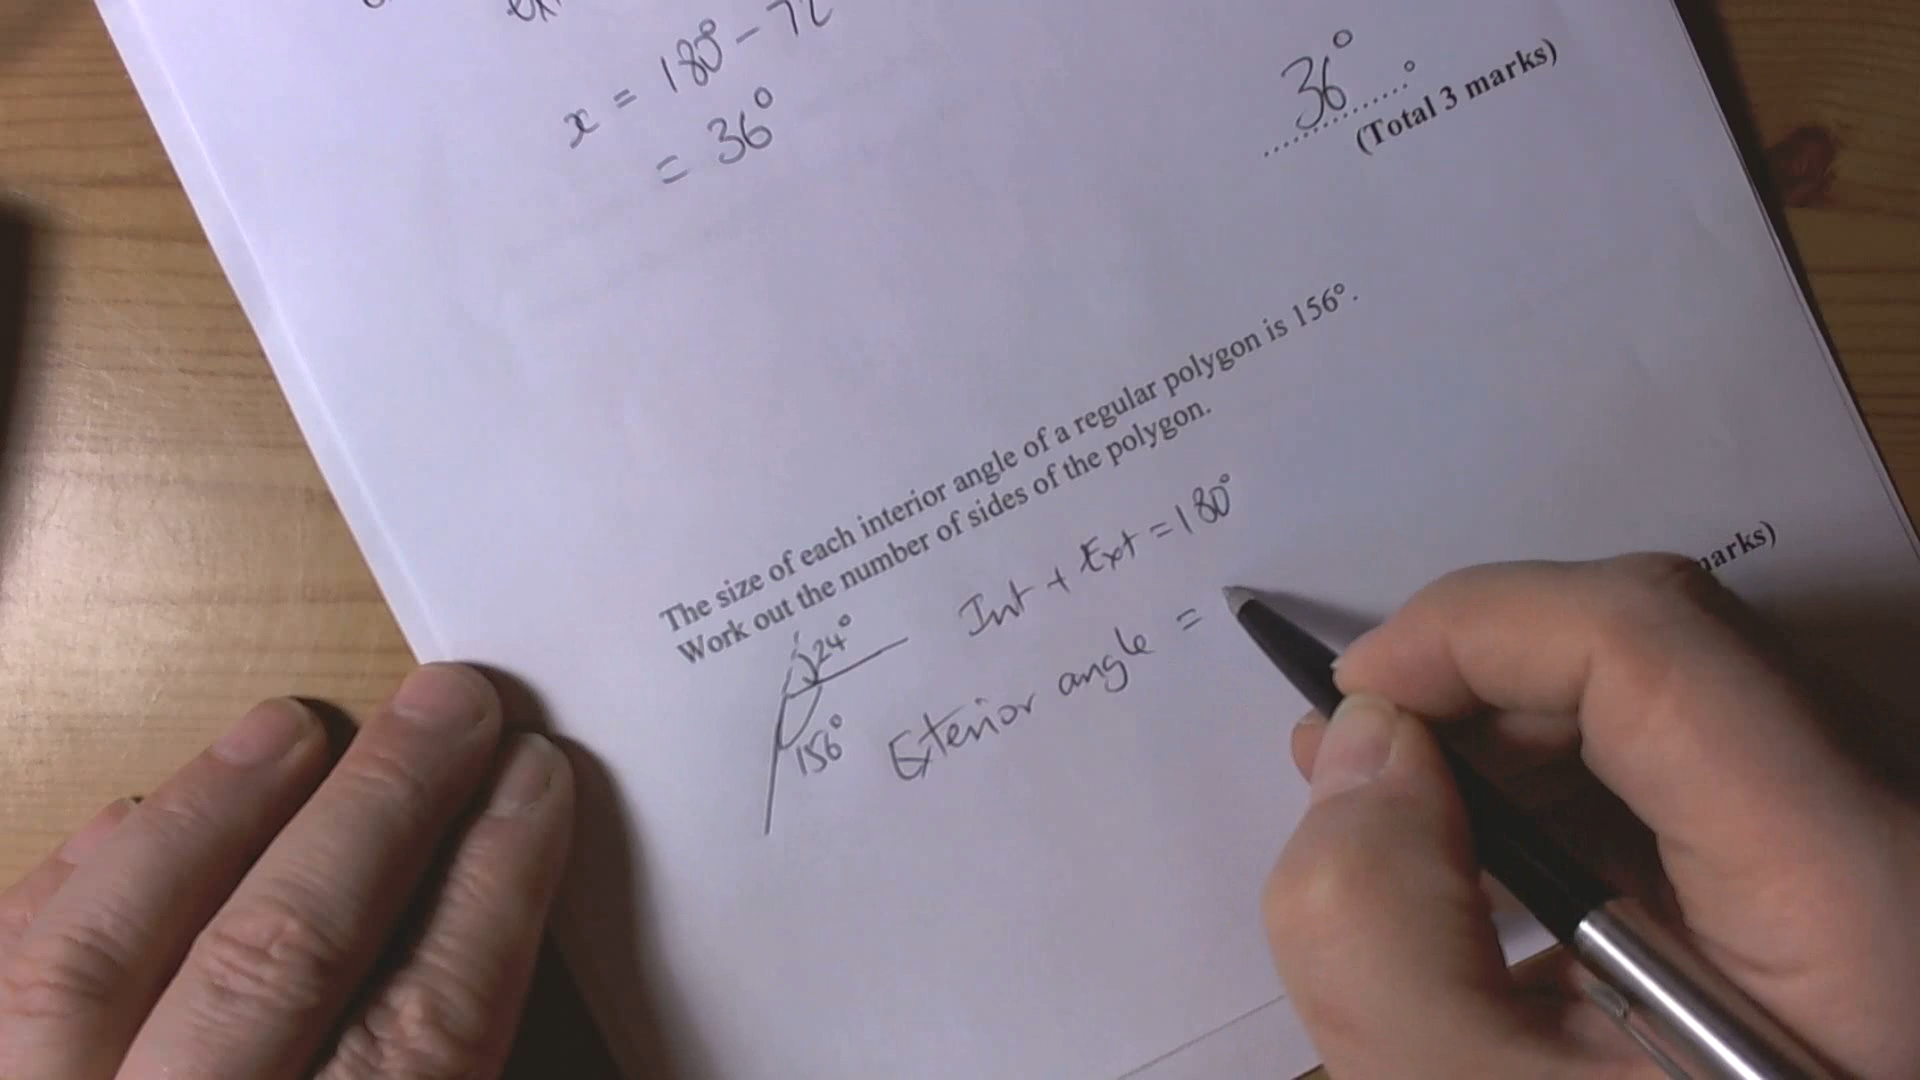 x = 180° - 72
= 36°
36°
(Total 3 marks)
The size of each interior angle of a regular polygon is 156°.
Work out the number of sides of the polygon.
24°
156°
Int + Ext = 180°
Exterior angle =
marks)